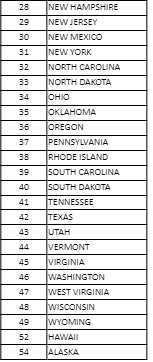 28 NEW HAMPSHIRE
29 NEW JERSEY
30 NEW MEXICO
31 NEW YORK
32 NORTH CAROLINA
33 NORTH DAKOTA
34 OHIO
35 OKLAHOMA
36 OREGON
37 PENNSYLVANIA
38 RHODE ISLAND
39 SOUTH CAROLINA
40 SOUTH DAKOTA
41 TENNESSEE
42 TEXAS
43 UTAH
44 VERMONT
45 VIRGINIA
46 WASHINGTON
47 WEST VIRGINIA
48 WISCONSIN
49 WYOMING
52 HAWAII
54 ALASKA